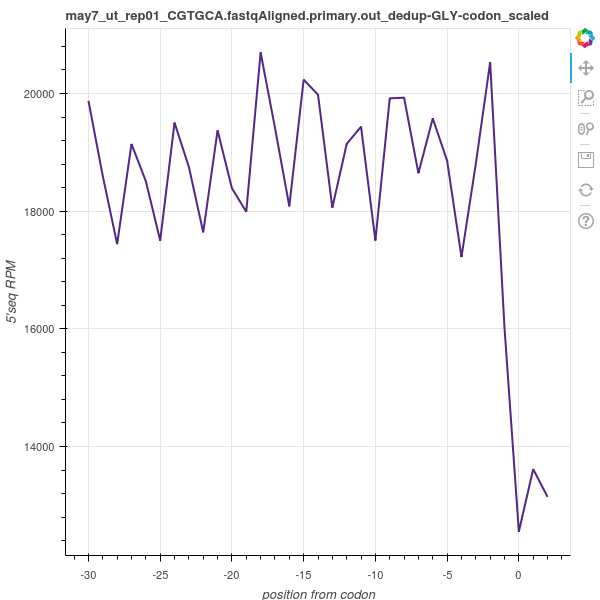 may7_ut_rep01_CGTGCA.fastqAligned.primary.out_dedup-GLY-codon_scaled
20000
18000
16000
14000
5'seq RPM
-30 -25 -20 -15 -10 -5 0
position from codon